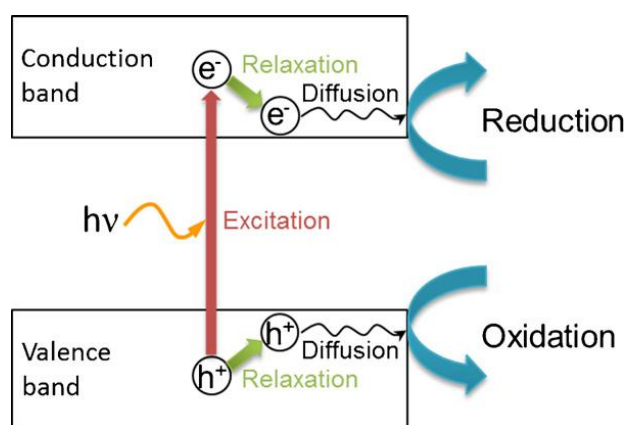 Conduction
band
e⁻
Relaxation
e⁻
Diffusion
Reduction
hν
Excitation
Valence
band
h⁺
Relaxation
h⁺
Diffusion
Oxidation